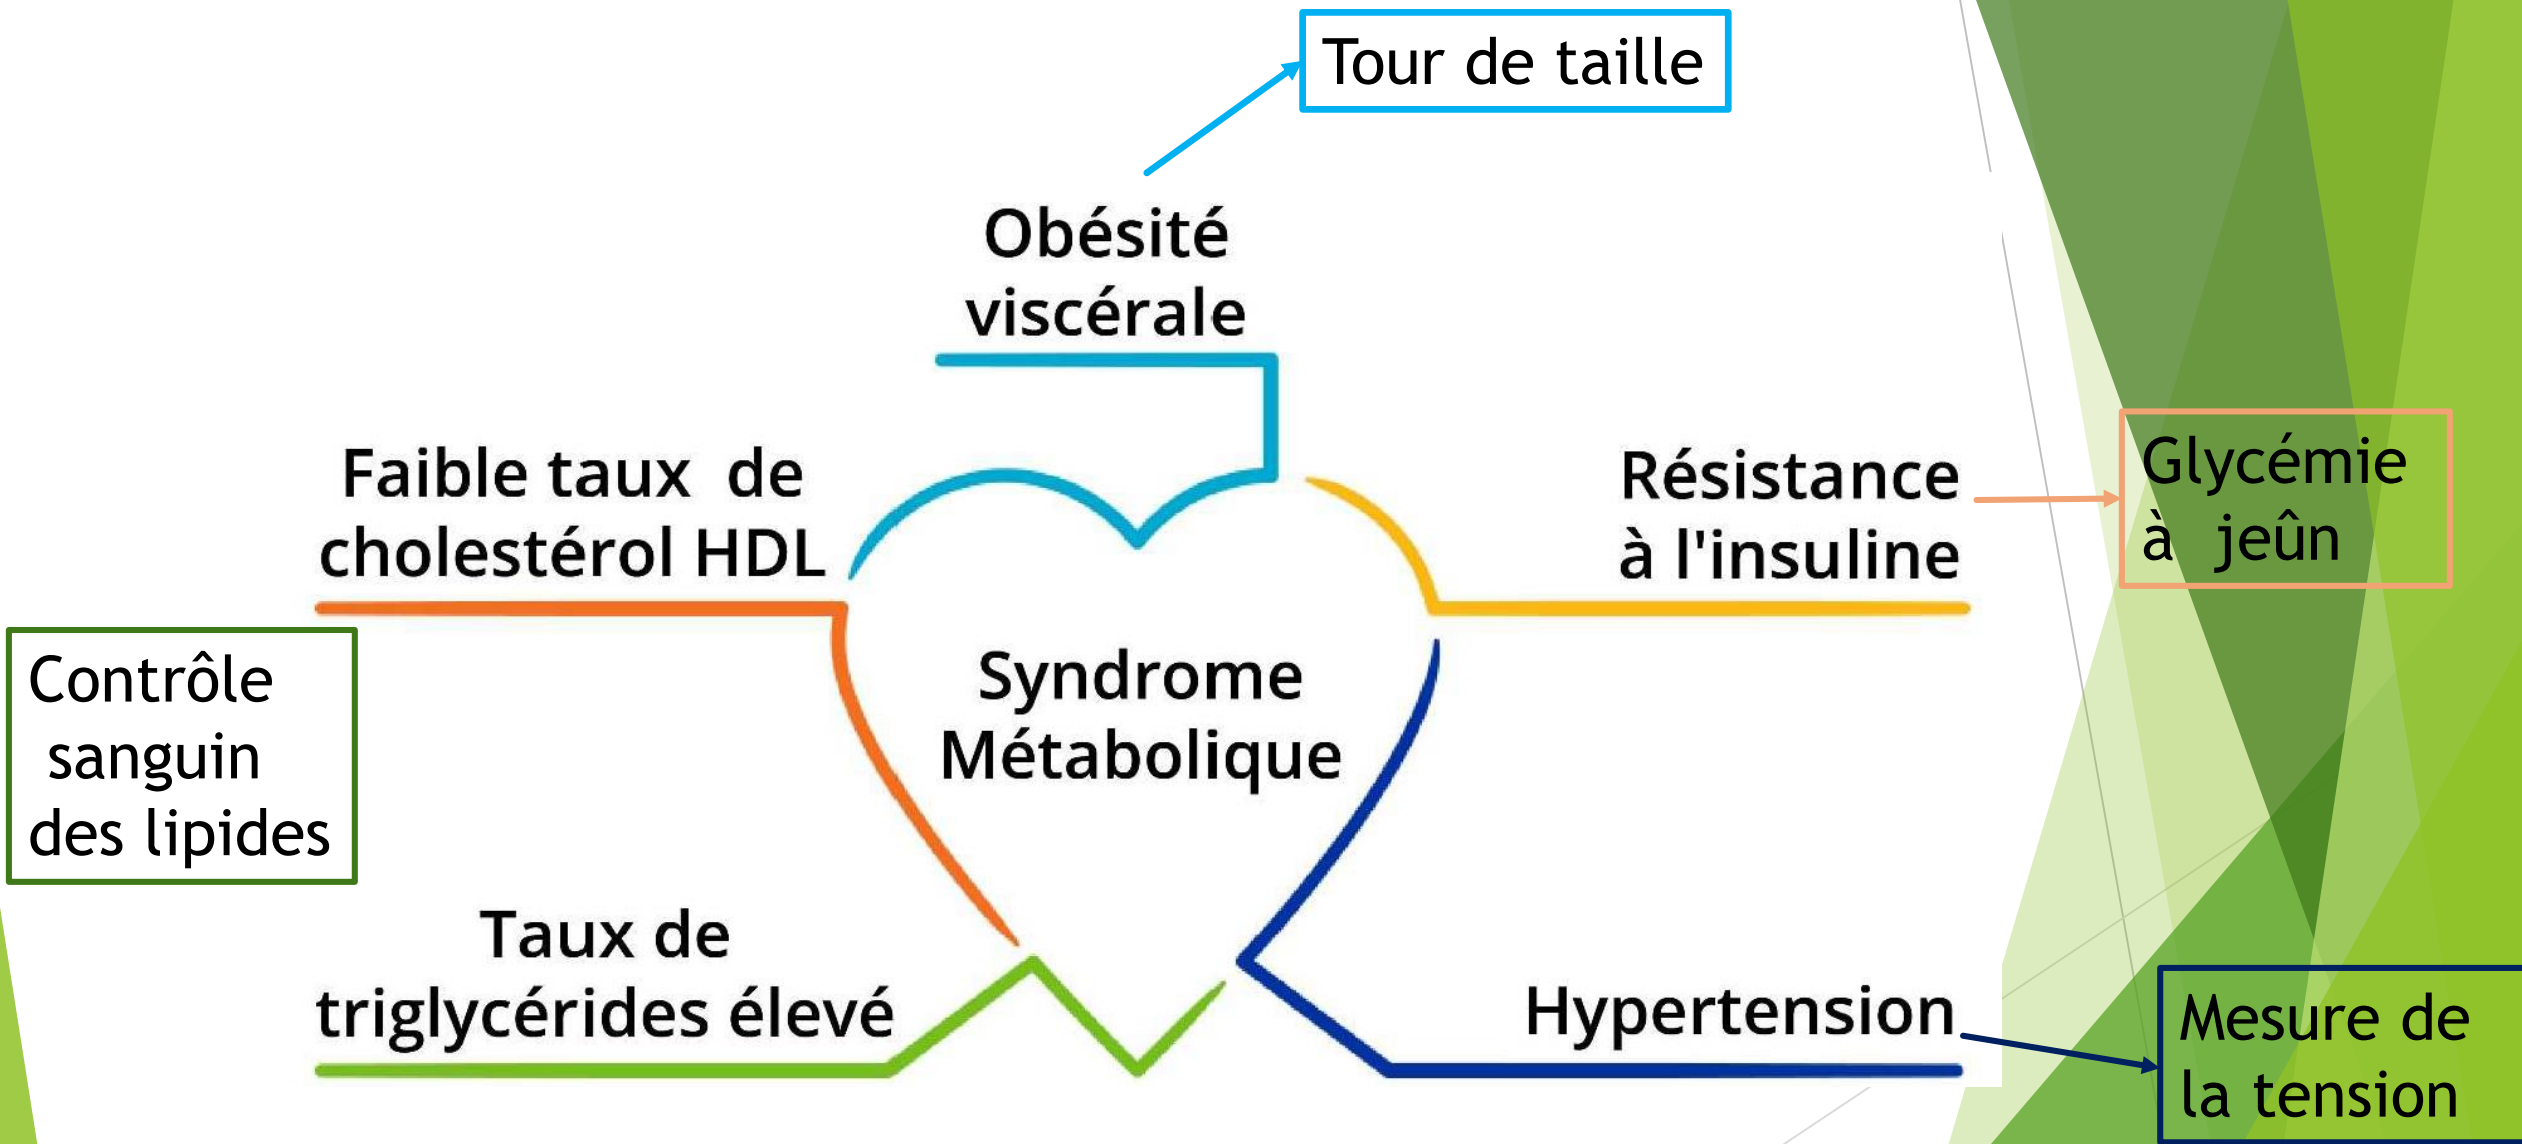 Tour de taille
Obésité
viscérale
Faible taux de
cholestérol HDL
Résistance
à l'insuline
Glycémie
à jeûn
Contrôle
sanguin
des lipides
Syndrome
Métabolique
Taux de
triglycérides élevé
Hypertension
Mesure de
la tension